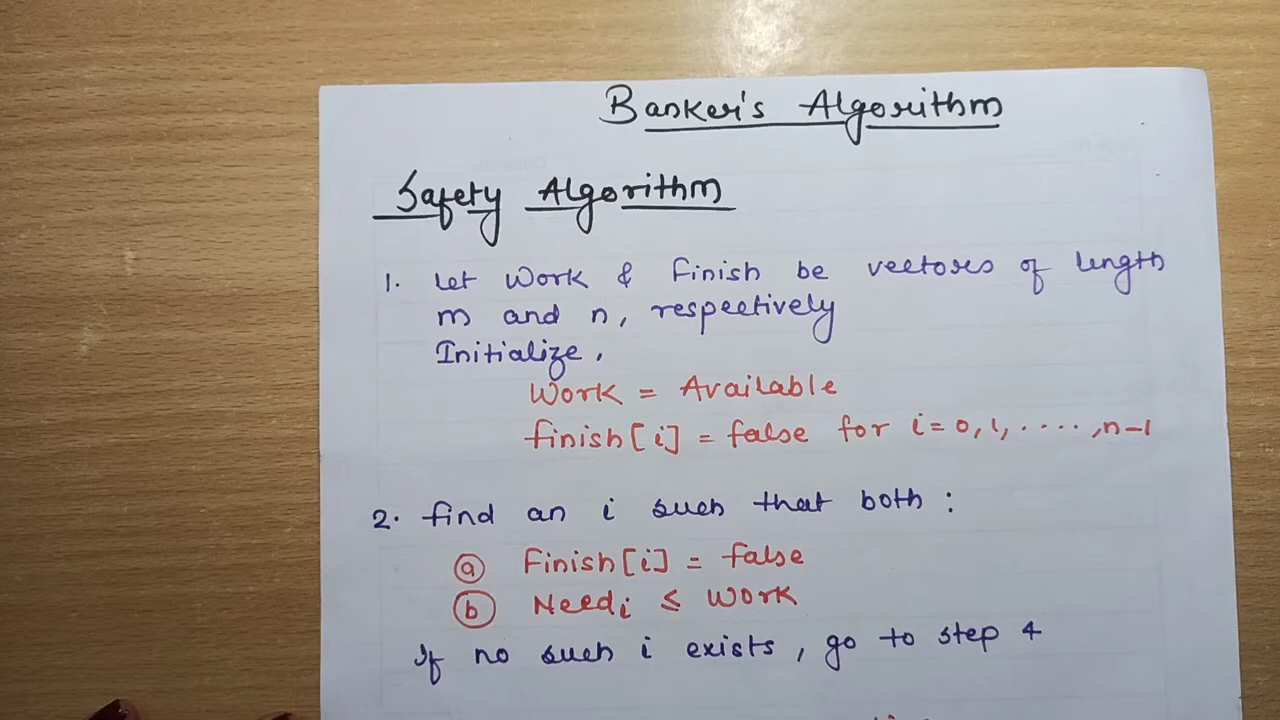 Banker's Algorithm
Safety Algorithm
1. Let Work & Finish be vectores of length
m and n, respectively
Initialize,
Work = Available
finish[i] = false for i=0,1,....,n-1
2. find an i such that both :
(a) Finish[i] = false
(b) Needi ≤ Work
If no such i exists, go to step 4